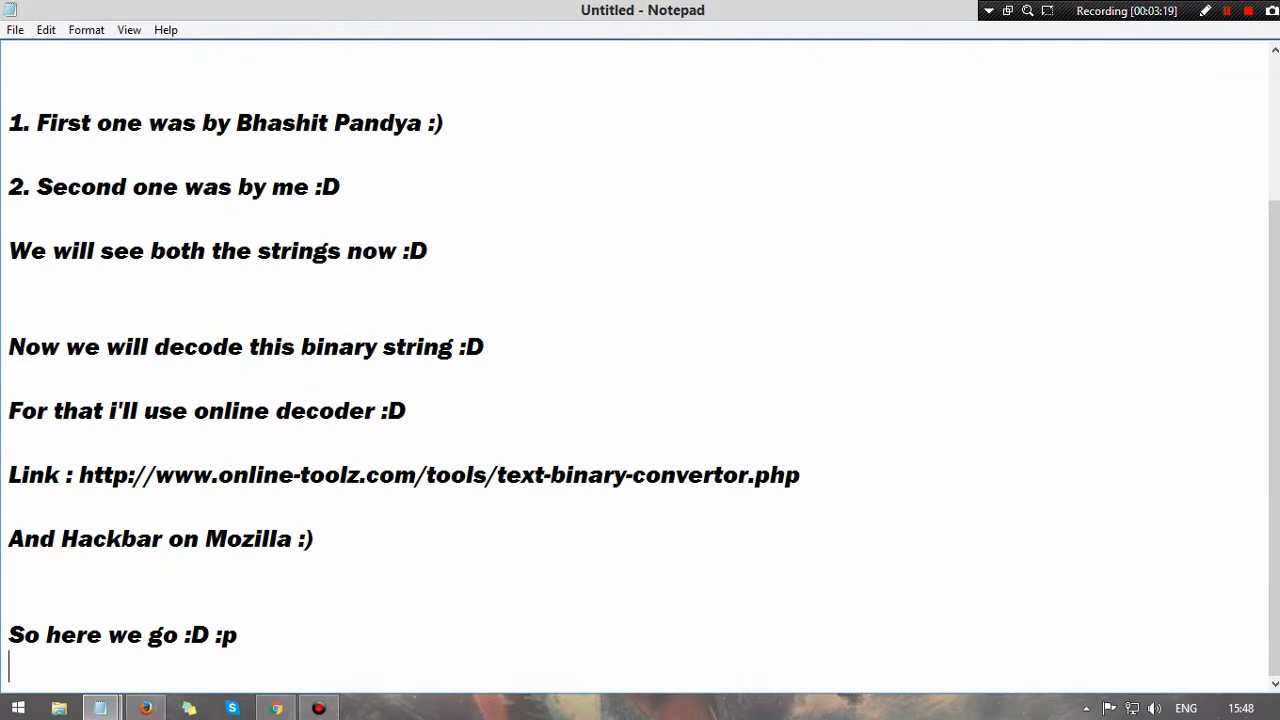 Untitled - Notepad
Recording [00:03:19]
File Edit Format View Help
1. First one was by Bhashit Pandya :)
2. Second one was by me :D
We will see both the strings now :D
Now we will decode this binary string :D
For that i'll use online decoder :D
Link : http://www.online-toolz.com/tools/text-binary-convertor.php
And Hackbar on Mozilla :)
So here we go :D :p
ENG 15:48